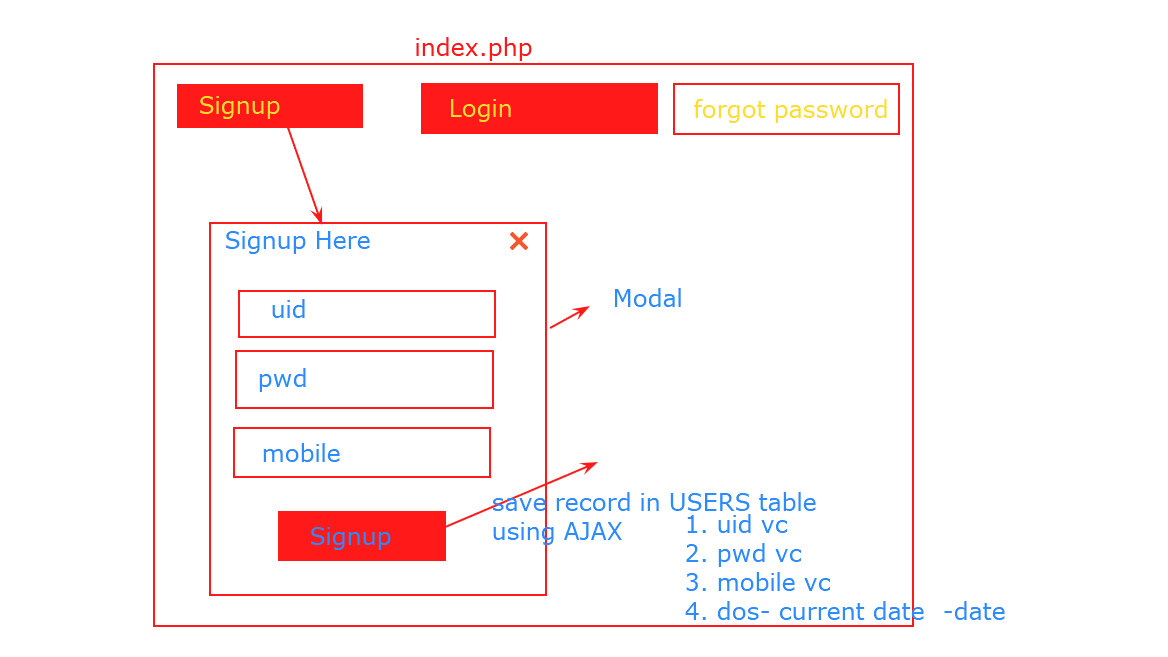 index.php
Signup
Login
forgot password
Signup Here
uid
Modal
pwd
mobile
save record in USERS table
using AJAX
1. uid vc
2. pwd vc
3. mobile vc
4. dos- current date -date
Signup